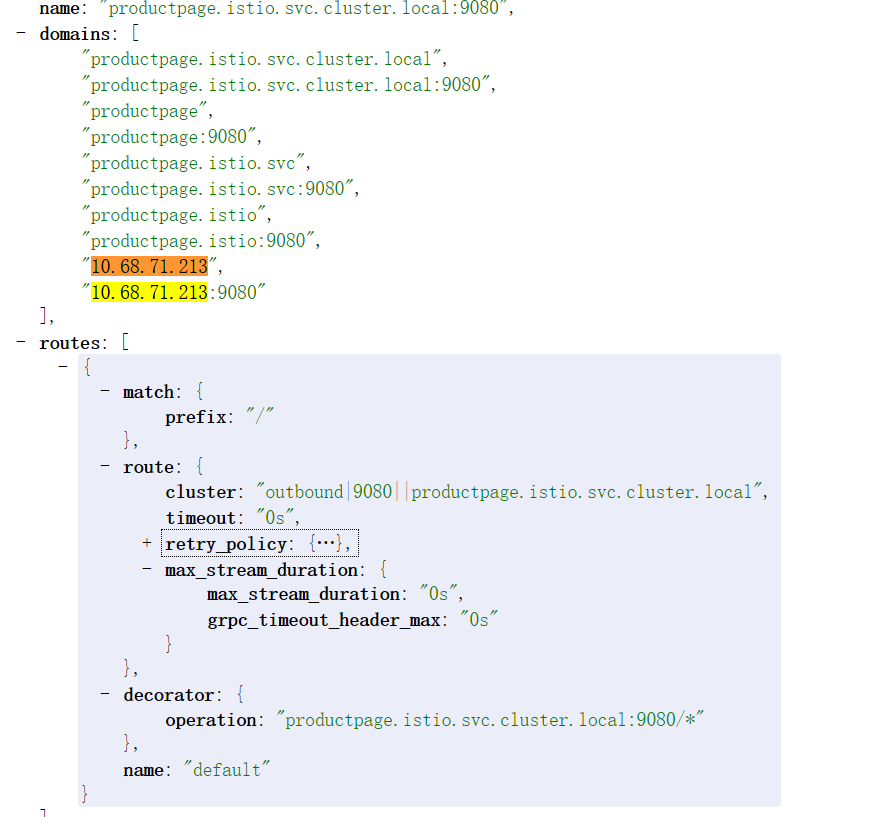 name: "productpage.istio.svc.cluster.local:9080",
- domains: [
"productpage.istio.svc.cluster.local",
"productpage.istio.svc.cluster.local:9080",
"productpage",
"productpage:9080",
"productpage.istio.svc",
"productpage.istio.svc:9080",
"productpage.istio",
"productpage.istio:9080",
"10.68.71.213",
"10.68.71.213:9080"
],
- routes: [
- {
- match: {
prefix: "/"
},
- route: {
cluster: "outbound|9080||productpage.istio.svc.cluster.local",
timeout: "0s",
+ retry_policy: {…},
- max_stream_duration: {
max_stream_duration: "0s",
grpc_timeout_header_max: "0s"
}
},
- decorator: {
operation: "productpage.istio.svc.cluster.local:9080/*"
},
name: "default"
}
]